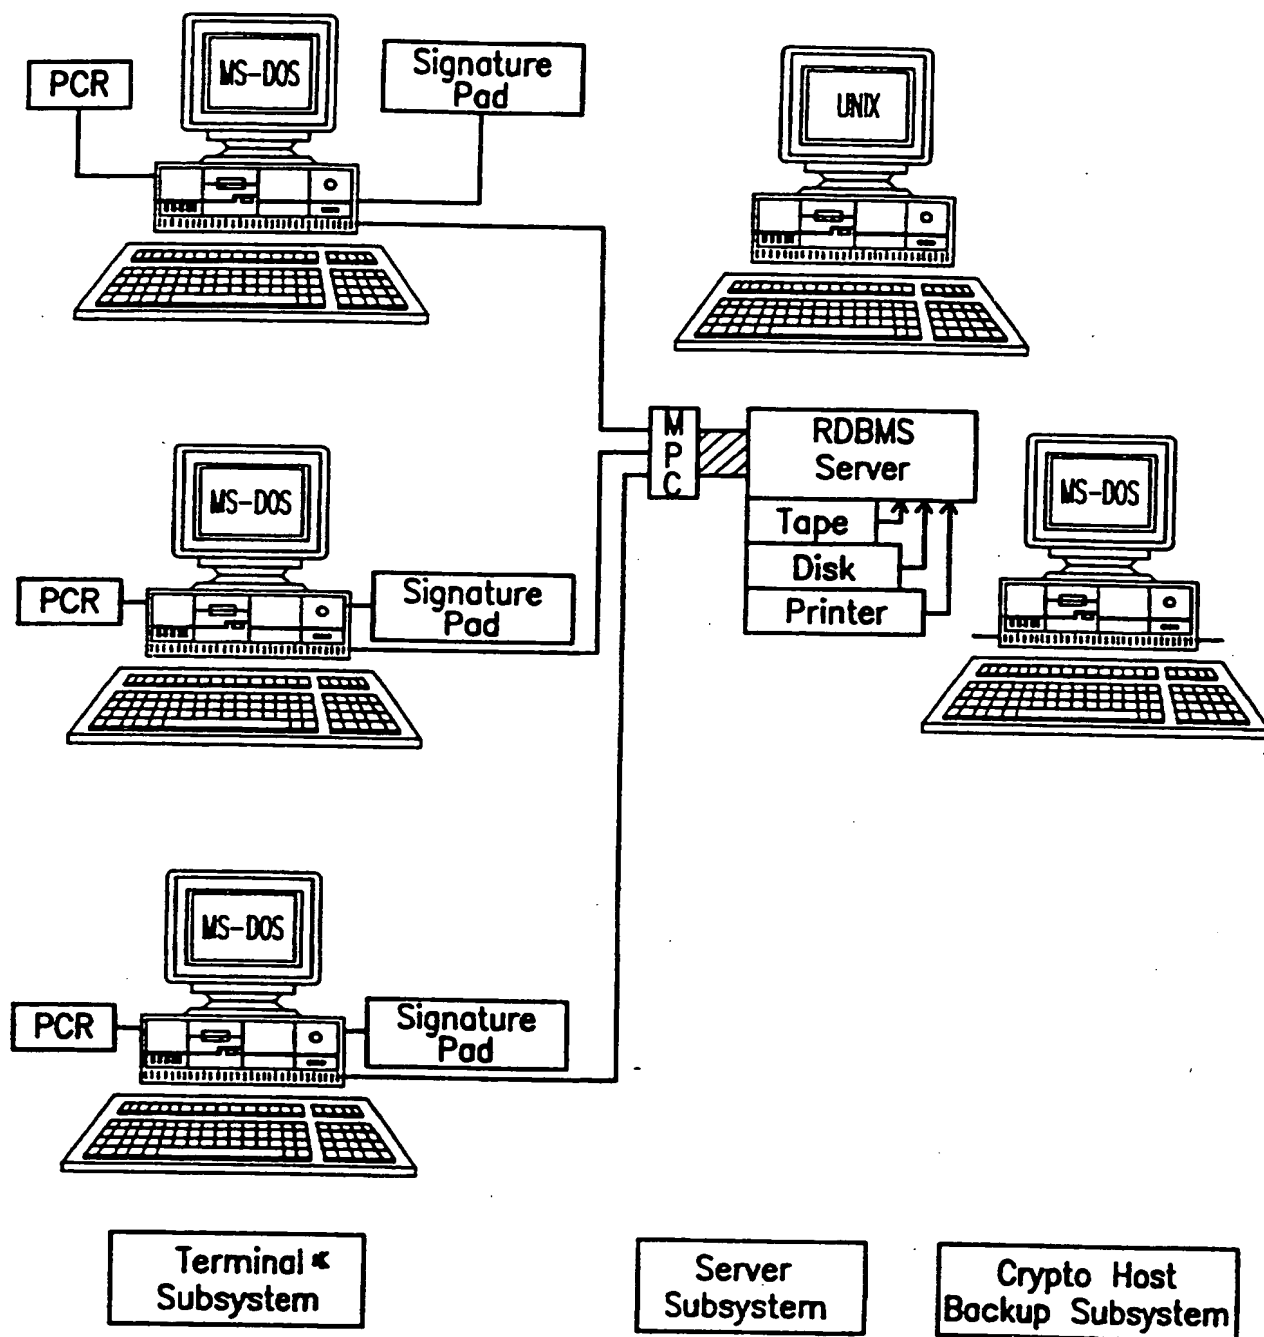 MS-DOS
PCR
Signature
Pad
UNIX
M
P
C
RDBMS
Server
Tape
Disk
Printer
MS-DOS
MS-DOS
PCR
Signature
Pad
MS-DOS
PCR
Signature
Pad
Terminal *
Subsystem
Server
Subsystem
Crypto Host
Backup Subsystem